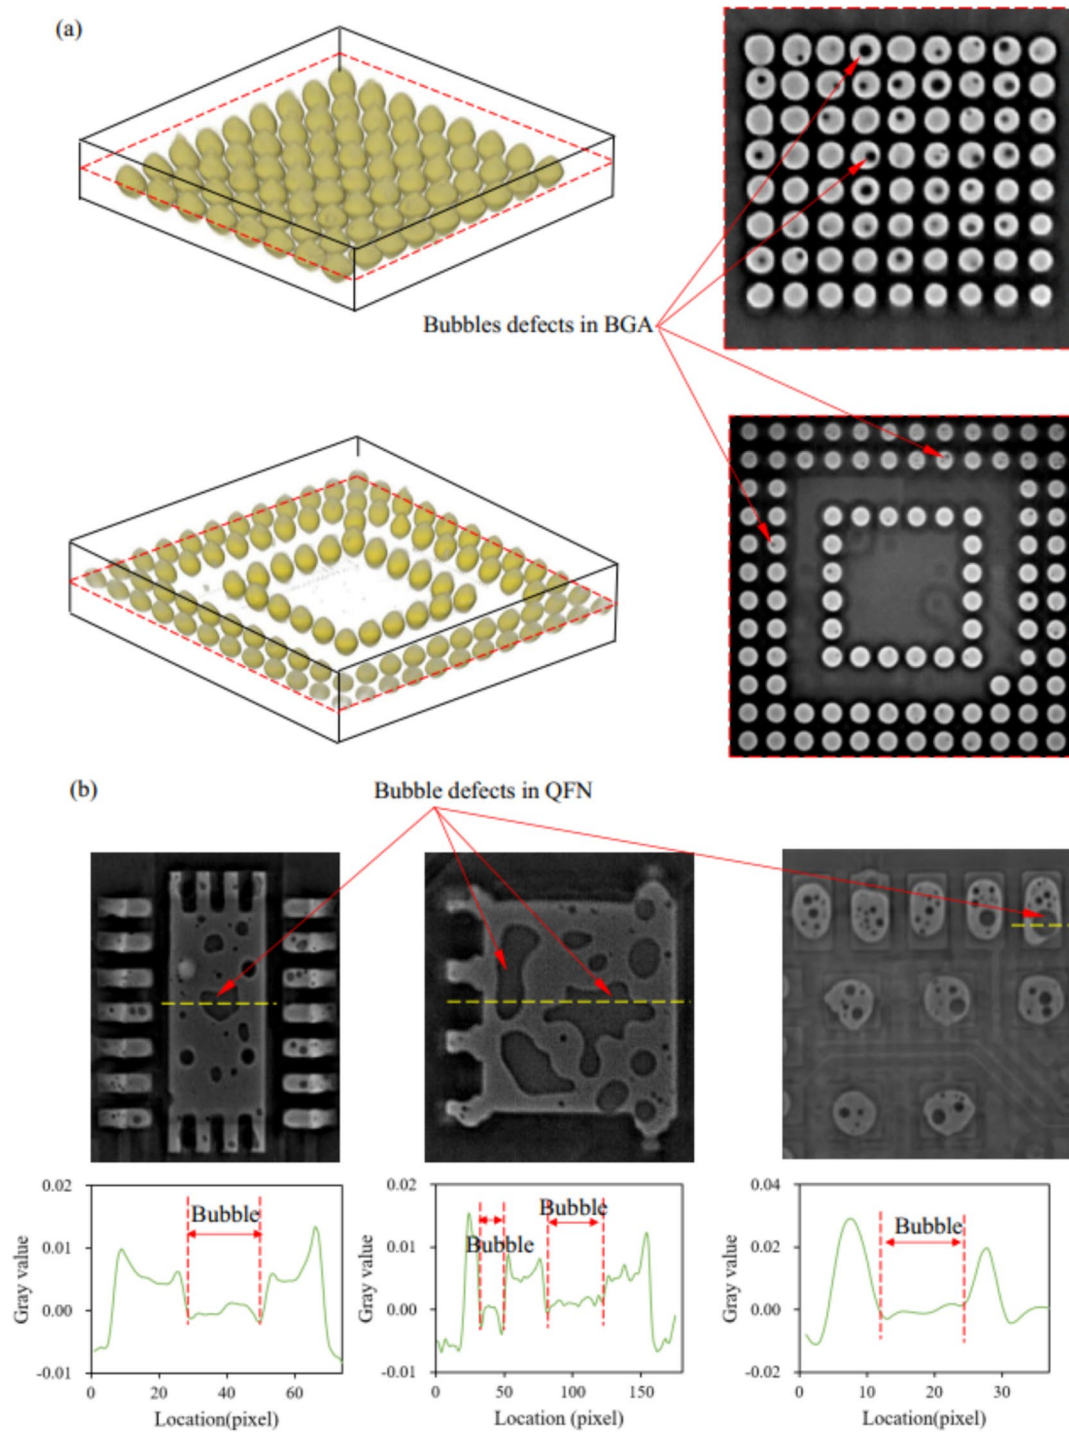 (a)
Bubbles defects in BGA
(b)
Bubble defects in QFN
0.02
0.01
0.00
-0.01
Gray value
Bubble
0
20
40
60
Location(pixel)
0.02
0.01
0.00
-0.01
Gray value
Bubble
Bubble
0
50
100
150
Location (pixel)
0.04
0.02
0.00
-0.02
Gray value
Bubble
0
10
20
30
Location(pixel)